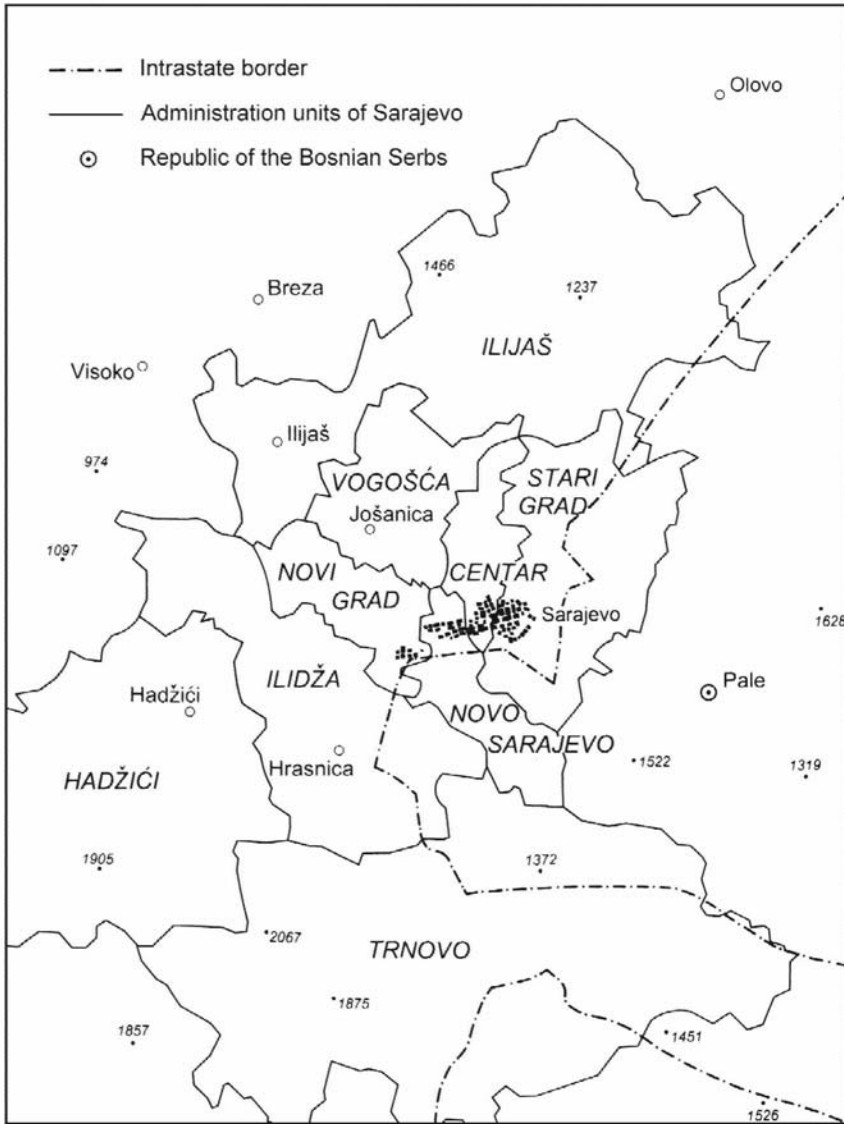 Intrastate border
Administration units of Sarajevo
Republic of the Bosnian Serbs
Olovo
1466
1237
Breza
ILIJAŠ
Visoko
Ilijaš
974
VOGOŠĆA
STARI
GRAD
Jošanica
1097
NOVI
GRAD
CENTAR
Sarajevo
1628
ILIDŽA
Pale
Hadžići
NOVO
SARAJEVO
Hrasnica
1522
1319
HADŽIĆI
1905
1372
2067
TRNOVO
1875
1857
1451
1526